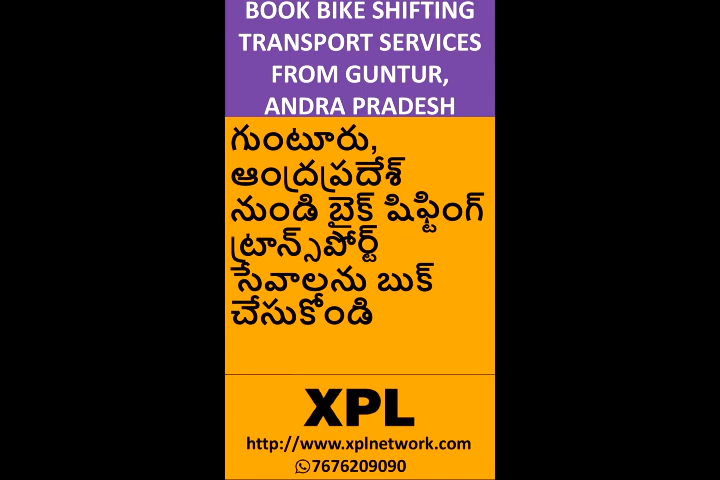 BOOK BIKE SHIFTING
TRANSPORT SERVICES
FROM GUNTUR,
ANDRA PRADESH
గుంటూరు,
ఆంధ్రప్రదేశ్
నుండి బైక్ షిఫ్టింగ్
ట్రాన్స్‌పోర్ట్
సేవాలను బుక్
చేసుకోండి
XPL
http://www.xplnetwork.com
7676209090